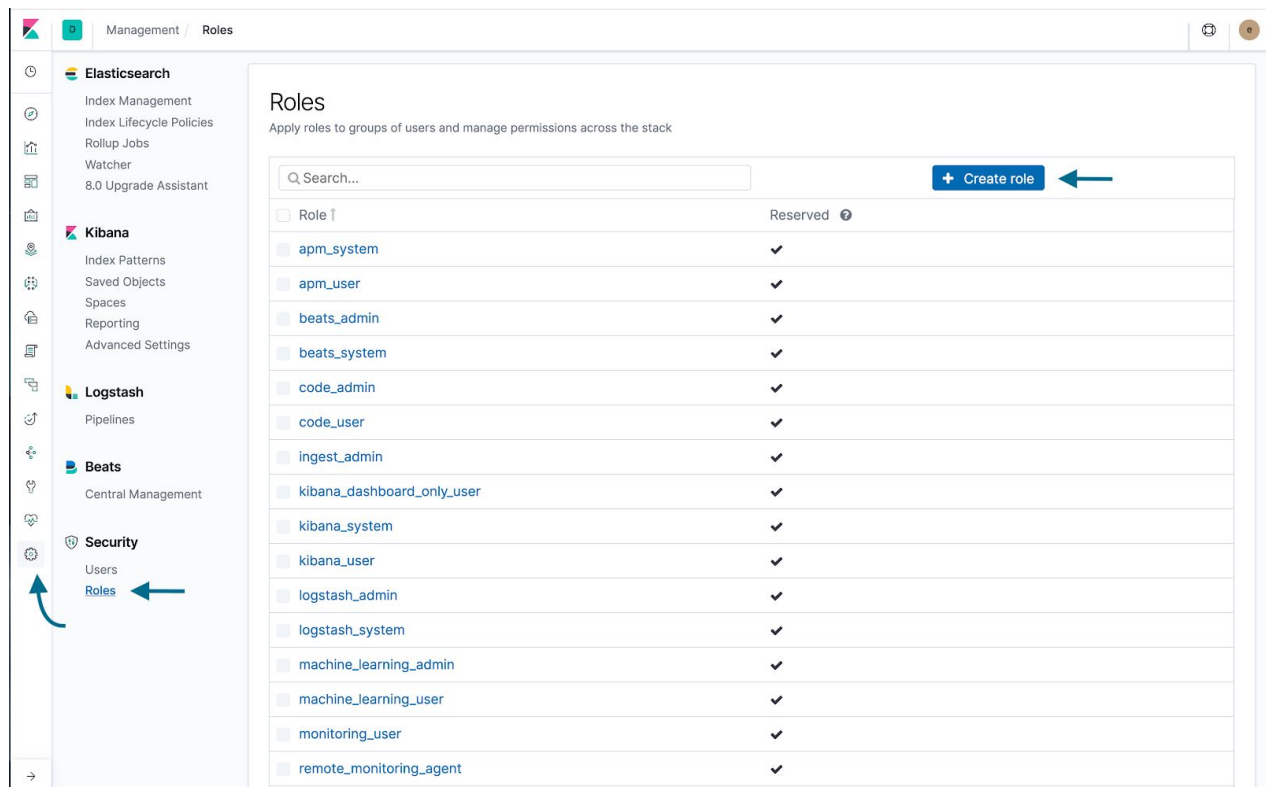 D Management / Roles e
Elasticsearch
Index Management
Index Lifecycle Policies
Rollup Jobs
Watcher
8.0 Upgrade Assistant
Kibana
Index Patterns
Saved Objects
Spaces
Reporting
Advanced Settings
Logstash
Pipelines
Beats
Central Management
Security
Users
Roles
Roles
Apply roles to groups of users and manage permissions across the stack
Search... + Create role
Role ↑ Reserved ?
apm_system ✔
apm_user ✔
beats_admin ✔
beats_system ✔
code_admin ✔
code_user ✔
ingest_admin ✔
kibana_dashboard_only_user ✔
kibana_system ✔
kibana_user ✔
logstash_admin ✔
logstash_system ✔
machine_learning_admin ✔
machine_learning_user ✔
monitoring_user ✔
remote_monitoring_agent ✔